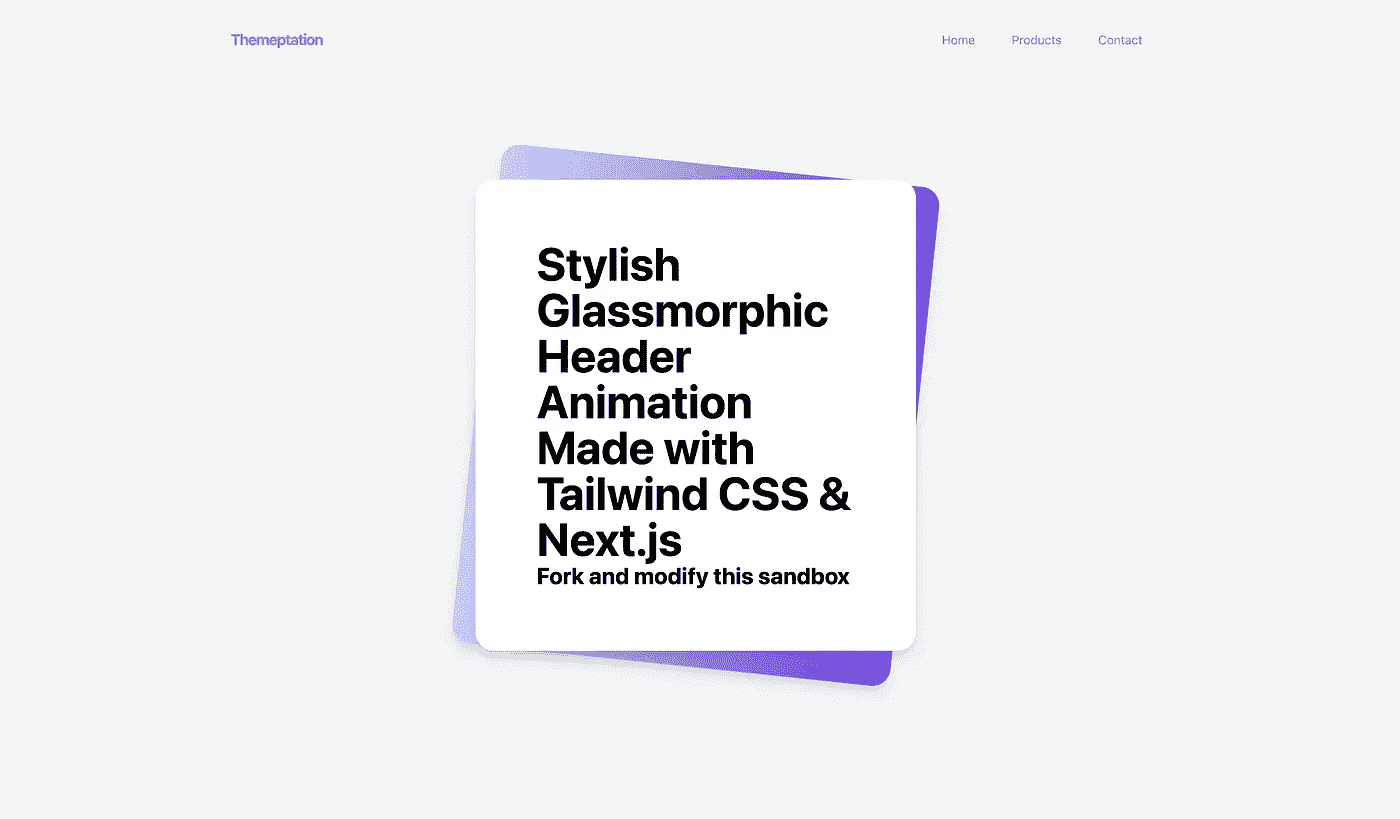 Themeptation
Home Products Contact
Stylish
Glassmorphic
Header
Animation
Made with
Tailwind CSS &
Next.js
Fork and modify this sandbox